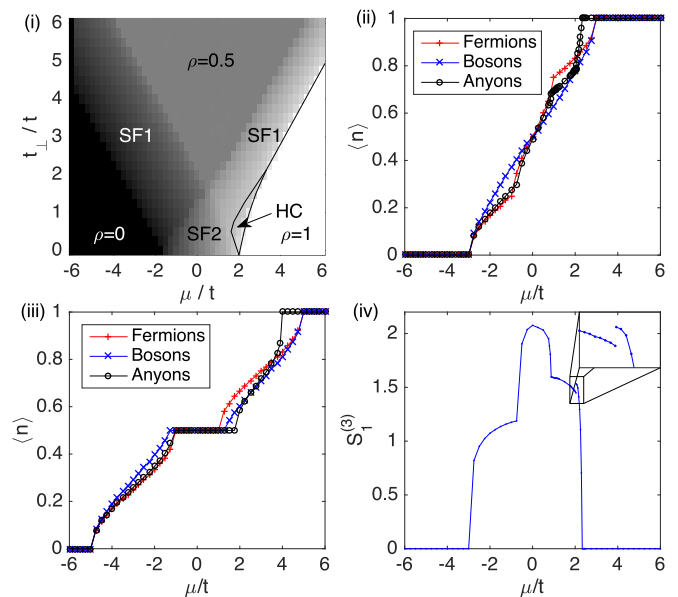 (i)
6
5
4
3
2
1
0
t⊥ / t
ρ=0.5
SF1
SF1
HC
ρ=0
SF2
ρ=1
-6 -4 -2 0 2 4 6
μ / t
(ii)
1
0.8
0.6
0.4
0.2
0
⟨n⟩
Fermions
Bosons
Anyons
-6 -4 -2 0 2 4 6
μ/t
(iii)
1
0.8
0.6
0.4
0.2
0
⟨n⟩
Fermions
Bosons
Anyons
-6 -4 -2 0 2 4 6
μ/t
(iv)
2
1.5
1
0.5
0
S₁⁽³⁾
-6 -4 -2 0 2 4 6
μ/t